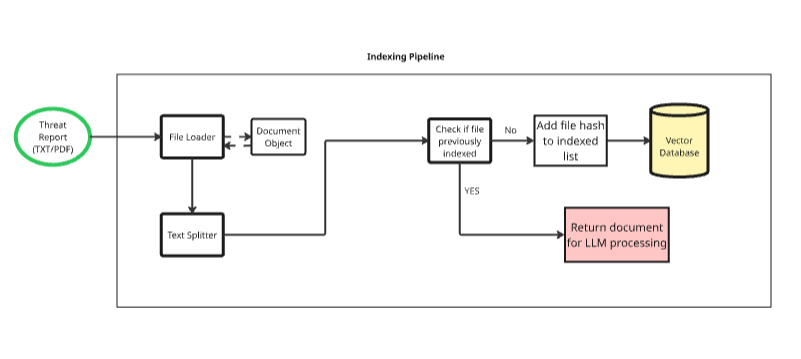 Indexing Pipeline
Threat
Report
(TXT/PDF)
File Loader
Document
Object
Text Splitter
Check if file
previously
indexed
No
YES
Add file hash
to indexed
list
Vector
Database
Return document
for LLM processing